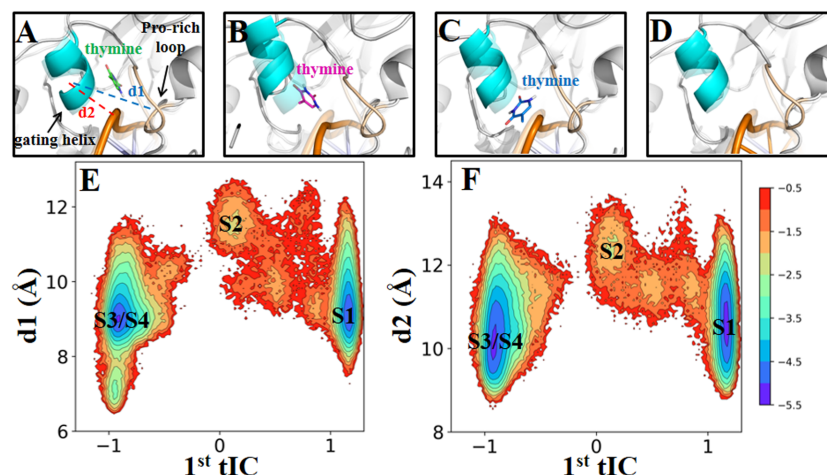 A
thymine
Pro-rich
loop
d1
d2
gating helix
B
thymine
C
thymine
D
E
12
10
8
6
d1 (Å)
S2
S3/S4
S1
−1
0
1
1st tIC
F
14
12
10
8
d2 (Å)
S2
S3/S4
S1
−1
0
1
1st tIC
−0.5
−1.5
−2.5
−3.5
−4.5
−5.5